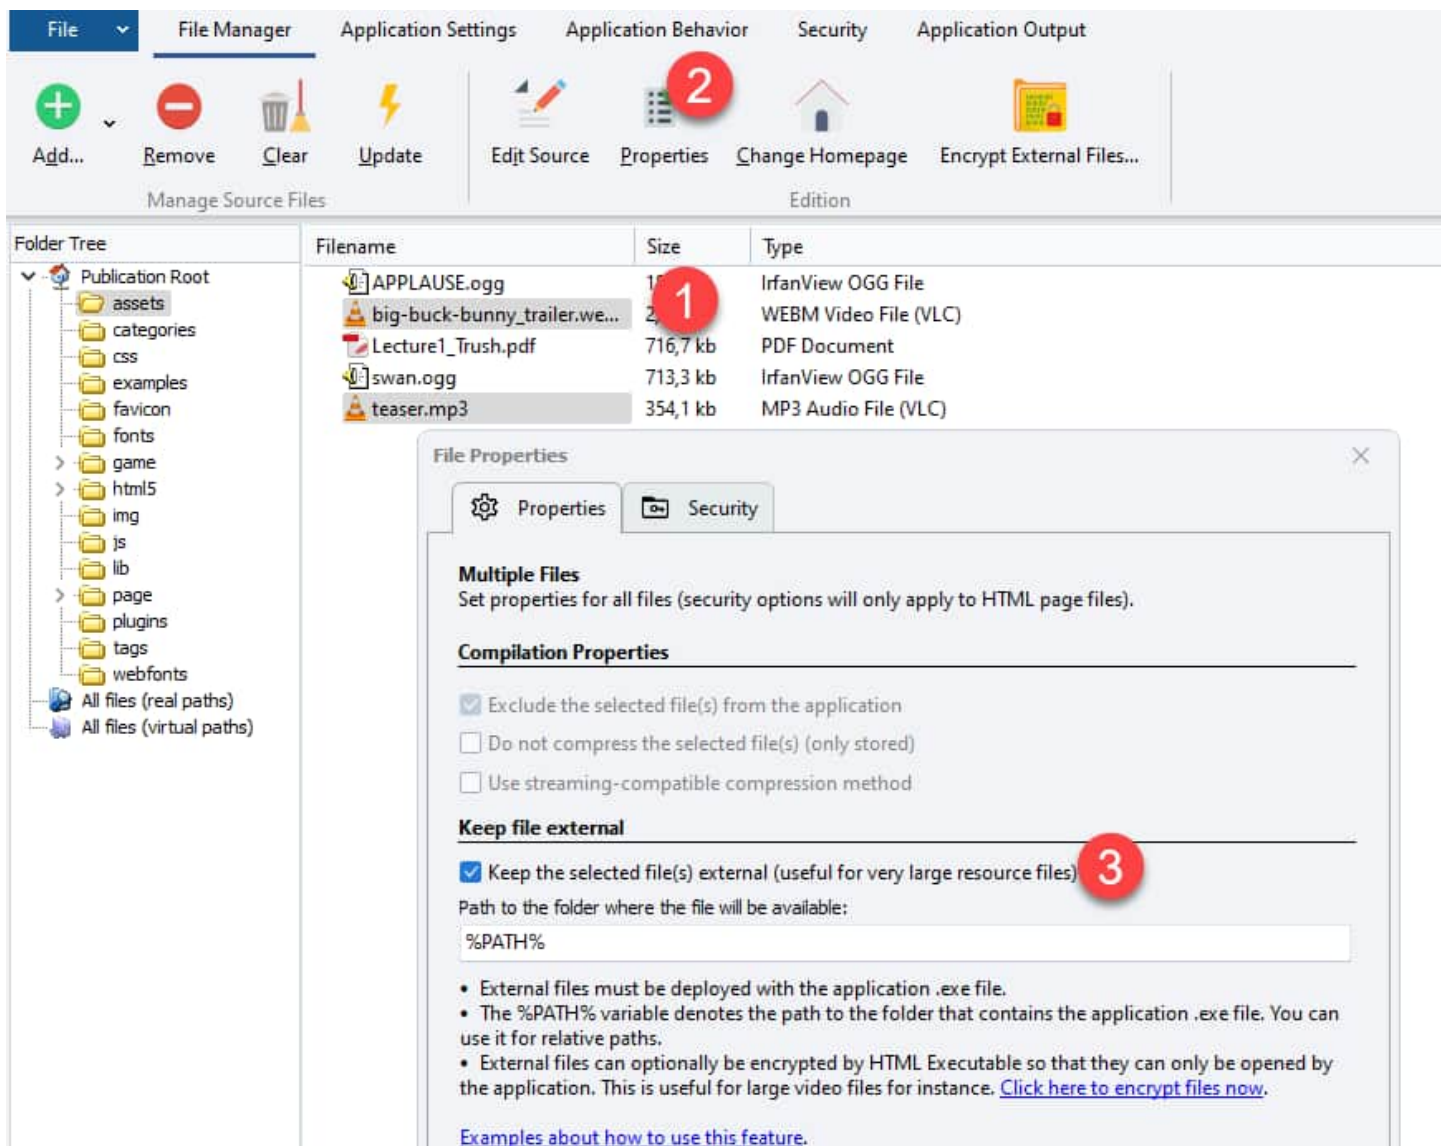 File
File Manager
Application Settings
Application Behavior
Security
Application Output
2
Add...
Remove
Clear
Update
Edit Source
Properties
Change Homepage
Encrypt External Files...
Manage Source Files
Edition
Folder Tree
Publication Root
assets
categories
css
examples
favicon
fonts
game
html5
img
js
lib
page
plugins
tags
webfonts
All files (real paths)
All files (virtual paths)
Filename Size Type
APPLAUSE.ogg IrfanView OGG File
1
big-buck-bunny_trailer.we... WEBM Video File (VLC)
Lecture1_Trush.pdf 716,7 kb PDF Document
swan.ogg 713,3 kb IrfanView OGG File
teaser.mp3 354,1 kb MP3 Audio File (VLC)
File Properties
Properties
Security
Multiple Files
Set properties for all files (security options will only apply to HTML page files).
Compilation Properties
Exclude the selected file(s) from the application
Do not compress the selected file(s) (only stored)
Use streaming-compatible compression method
Keep file external
Keep the selected file(s) external (useful for very large resource files)
3
Path to the folder where the file will be available:
%PATH%
• External files must be deployed with the application .exe file.
• The %PATH% variable denotes the path to the folder that contains the application .exe file. You can
use it for relative paths.
• External files can optionally be encrypted by HTML Executable so that they can only be opened by
the application. This is useful for large video files for instance. Click here to encrypt files now.
Examples about how to use this feature.